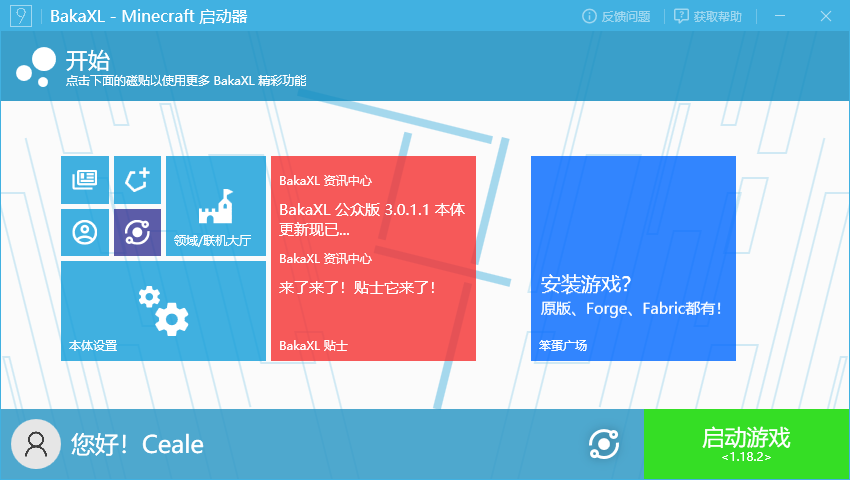 BakaXL - Minecraft 启动器
反馈问题
获取帮助
开始
点击下面的磁贴以使用更多 BakaXL 精彩功能
领域/联机大厅
本体设置
BakaXL 资讯中心
BakaXL 公众版 3.0.1.1 本体
更新现已...
BakaXL 资讯中心
来了来了！贴士它来了！
BakaXL 贴士
安装游戏？
原版、Forge、Fabric都有！
笨蛋广场
您好！Ceale
启动游戏
<1.18.2>